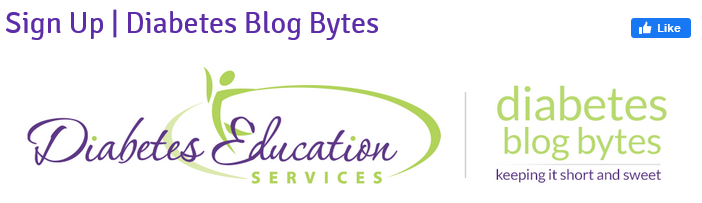 Sign Up | Diabetes Blog Bytes
Like
Diabetes Education
SERVICES
diabetes
blog bytes
keeping it short and sweet